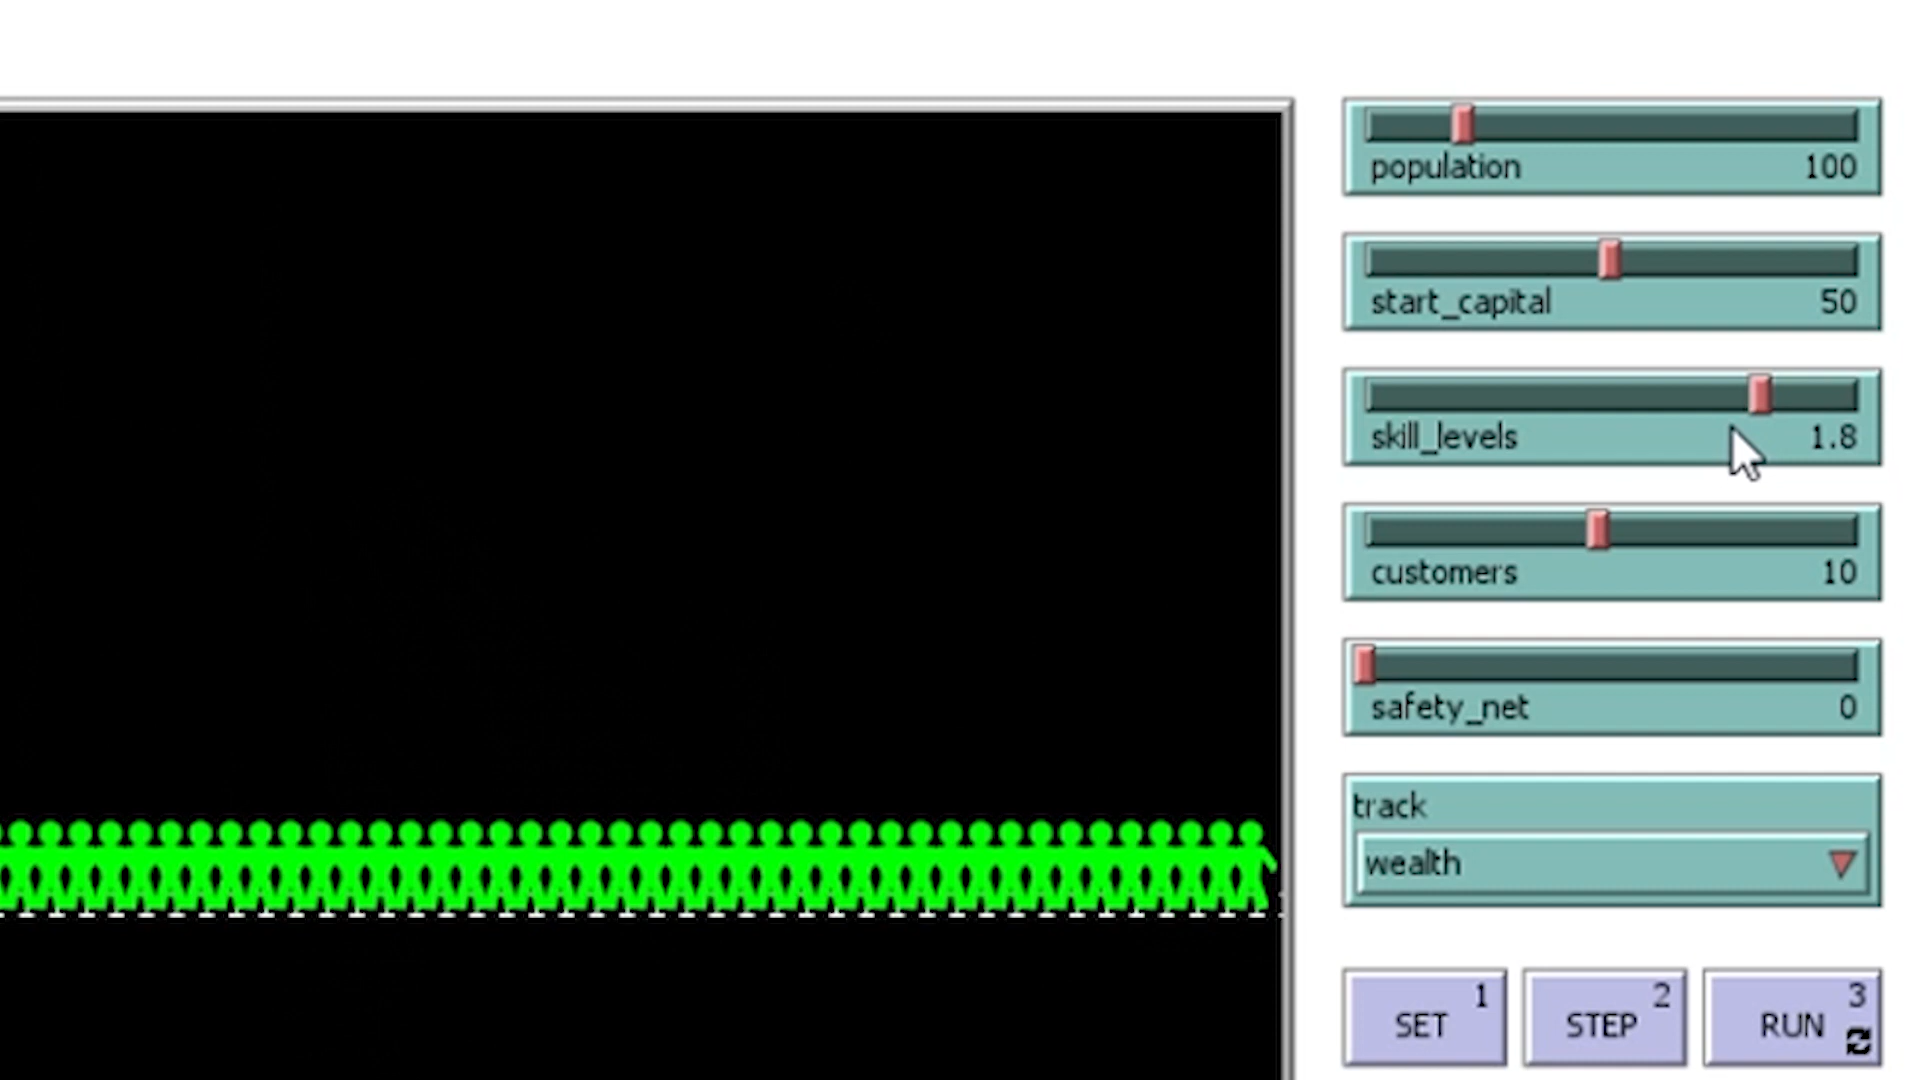 population 100
start_capital 50
skill_levels 1.8
customers 10
safety_net 0
track
wealth
1 2 3
SET STEP RUN